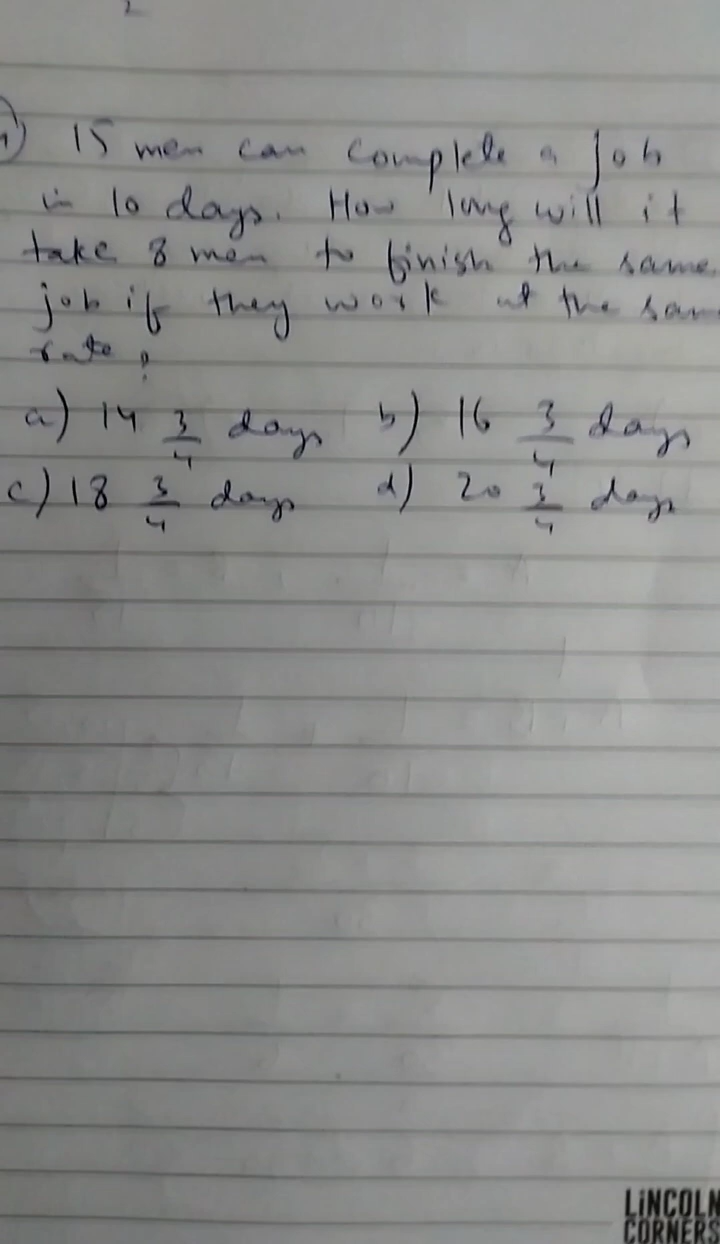 15 men can complete a job
in 10 days. How long will it
take 8 men to finish the same
job if they work at the same
rate?
a) 14 3/4 days b) 16 3/4 days
c) 18 3/4 days d) 20 3/4 days
LINCOLN
CORNERS